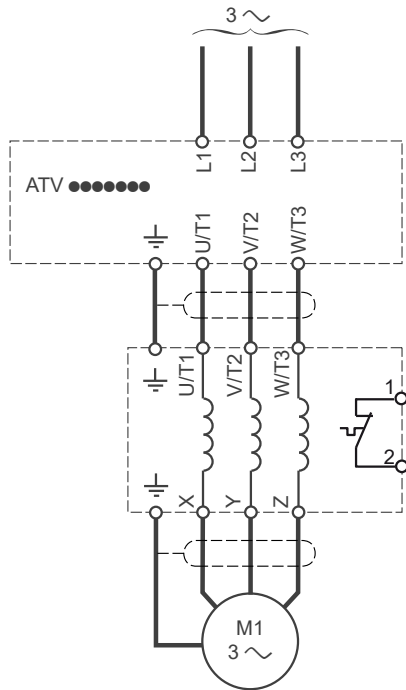 3
L1 L2 L3
ATV ●●●●●●●
U/T1 V/T2 W/T3
U/T1 V/T2 W/T3
1
2
X Y Z
M1
3